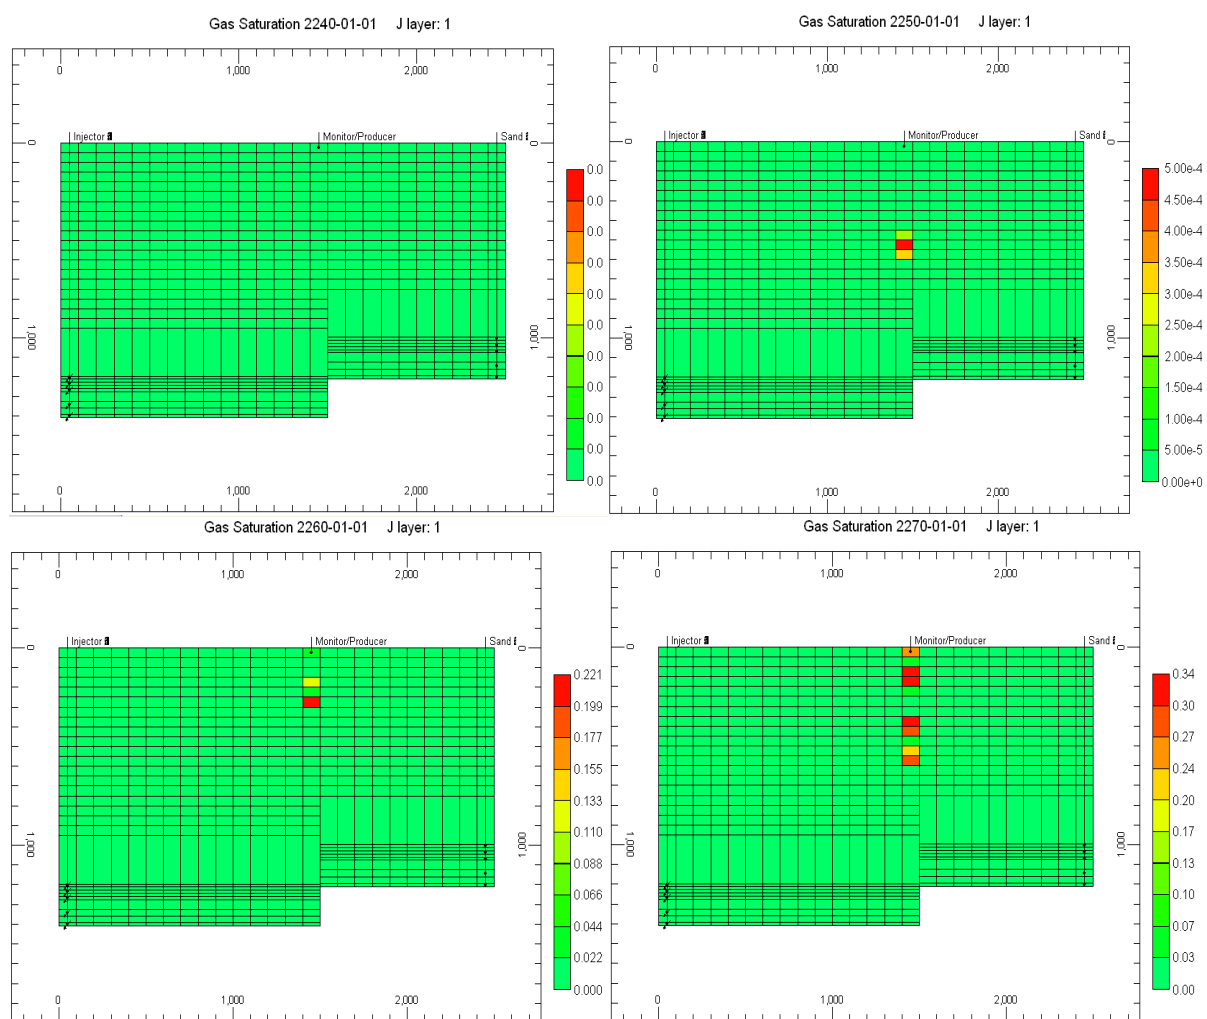 Gas Saturation 2240-01-01 J layer: 1
0 1,000 2,000
Injector Monitor/Producer Sand
0 0
1,000 1,000
0.0
0.0
0.0
0.0
0.0
0.0
0.0
0.0
0.0
0.0
0.0
0 1,000 2,000
Gas Saturation 2250-01-01 J layer: 1
0 1,000 2,000
Injector Monitor/Producer Sand
0 0
1,000 1,000
5.00e-4
4.50e-4
4.00e-4
3.50e-4
3.00e-4
2.50e-4
2.00e-4
1.50e-4
1.00e-4
5.00e-5
0.00e+0
0 1,000 2,000
Gas Saturation 2260-01-01 J layer: 1
0 1,000 2,000
Injector Monitor/Producer Sand
0 0
1,000 1,000
0.221
0.199
0.177
0.155
0.133
0.110
0.088
0.066
0.044
0.022
0.000
0 1,000 2,000
Gas Saturation 2270-01-01 J layer: 1
0 1,000 2,000
Injector Monitor/Producer Sand
0 0
1,000 1,000
0.34
0.30
0.27
0.24
0.20
0.17
0.13
0.10
0.07
0.03
0.00
0 1,000 2,000